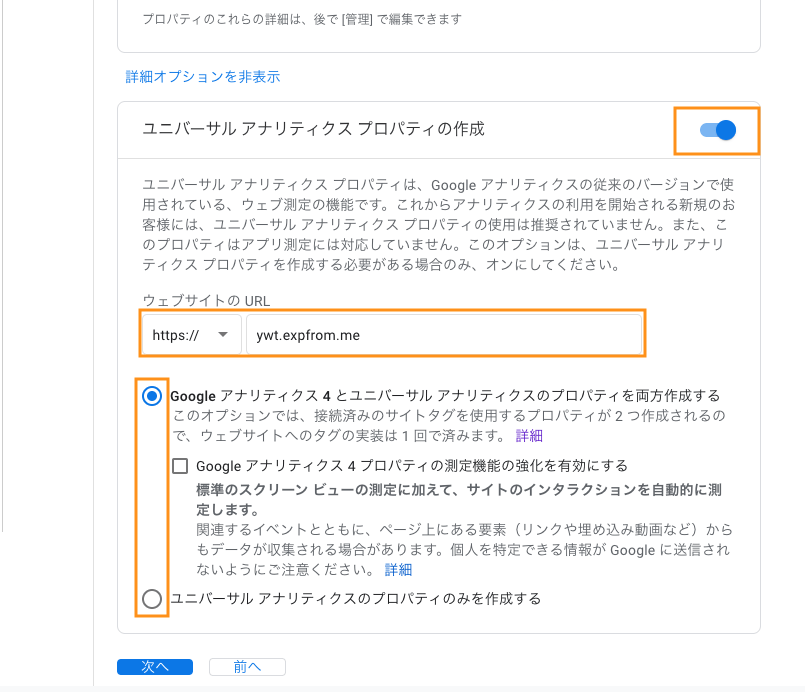 プロパティのこれらの詳細は、後で [管理] で編集できます
詳細オプションを非表示
ユニバーサル アナリティクス プロパティの作成
ユニバーサル アナリティクス プロパティは、Google アナリティクスの従来のバージョンで使
用されている、ウェブ測定の機能です。これからアナリティクスの利用を開始される新規のお
客様には、ユニバーサル アナリティクス プロパティの使用は推奨されていません。また、こ
のプロパティはアプリ測定には対応していません。このオプションは、ユニバーサル アナリ
ティクス プロパティを作成する必要がある場合のみ、オンにしてください。
ウェブサイトの URL
https:// ywt.expfrom.me
Google アナリティクス 4 とユニバーサル アナリティクスのプロパティを両方作成する
このオプションでは、接続済みのサイトタグを使用するプロパティが 2 つ作成されるの
で、ウェブサイトへのタグの実装は 1 回で済みます。 詳細
Google アナリティクス 4 プロパティの測定機能の強化を有効にする
標準のスクリーン ビューの測定に加えて、サイトのインタラクションを自動的に測
定します。
関連するイベントとともに、ページ上にある要素（リンクや埋め込み動画など）から
もデータが収集される場合があります。個人を特定できる情報が Google に送信され
ないようにご注意ください。 詳細
ユニバーサル アナリティクスのプロパティのみを作成する
次へ 前へ